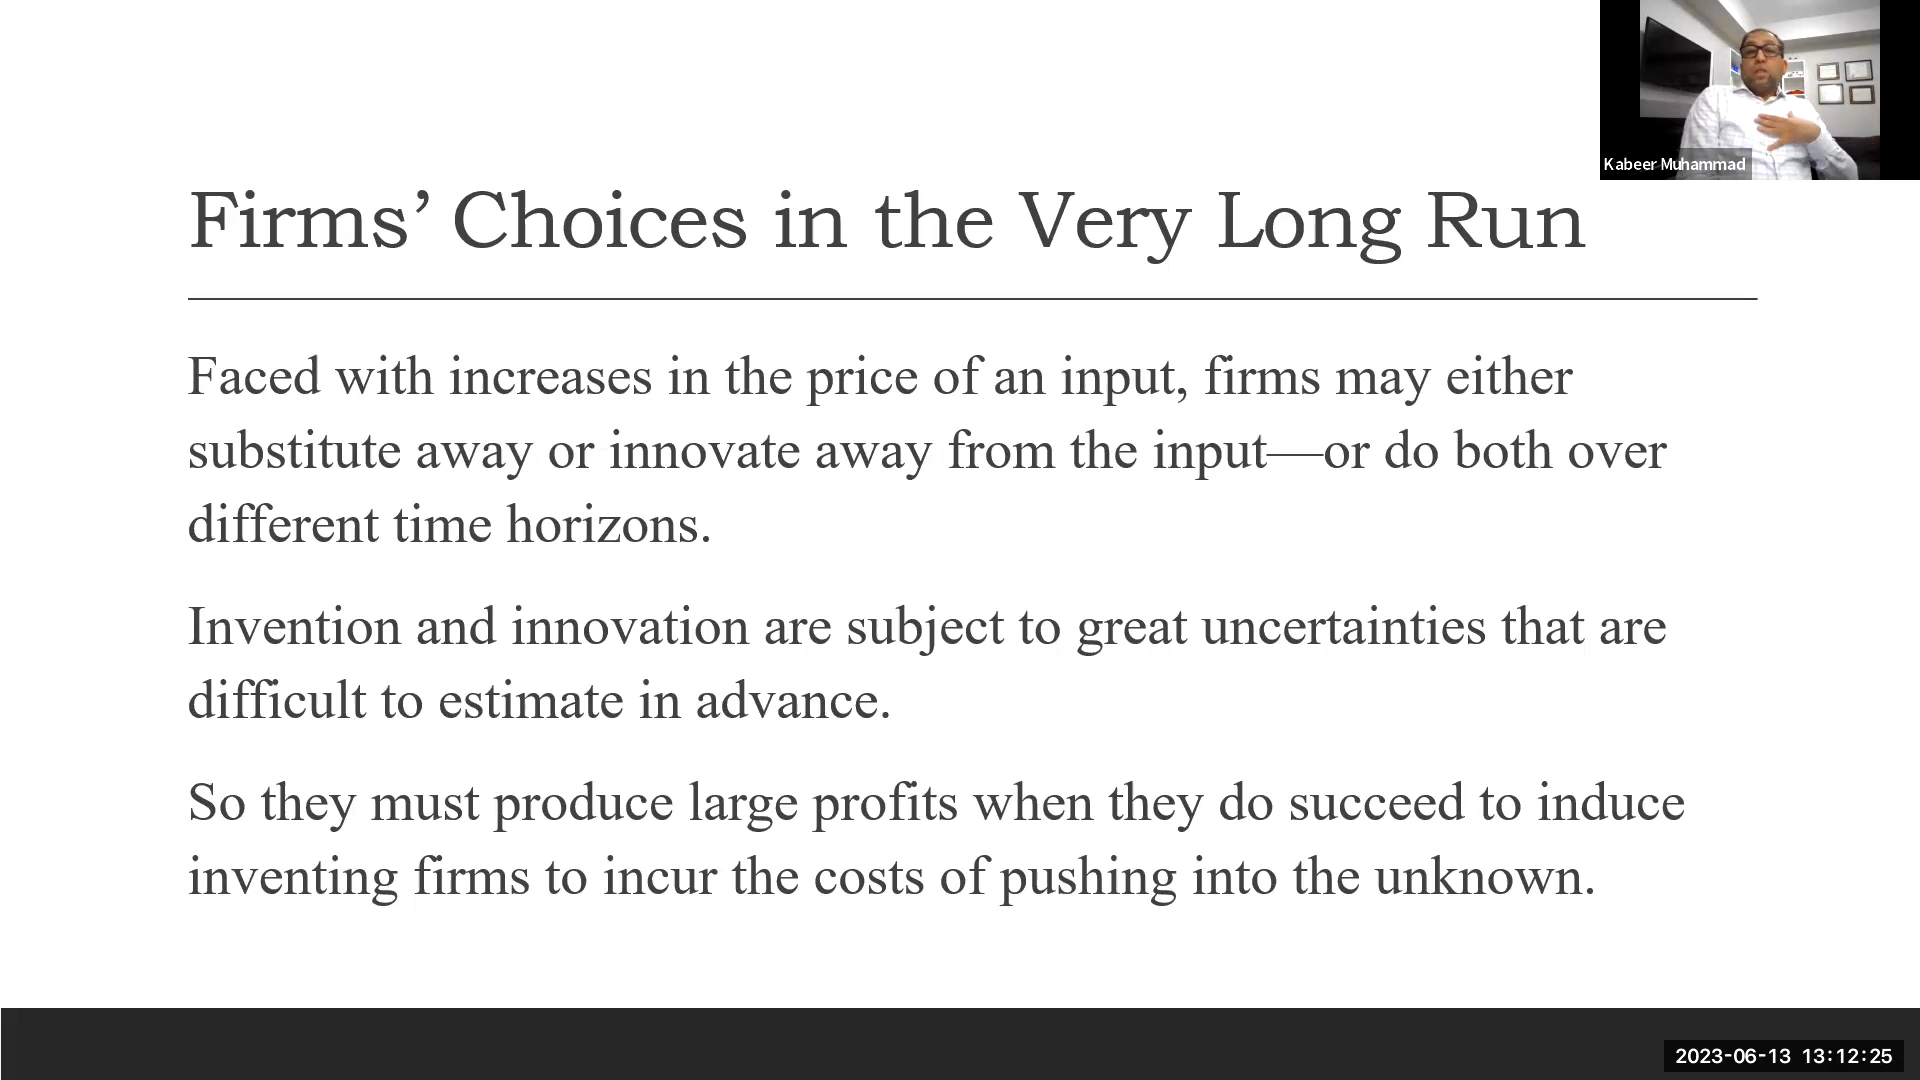 Kabeer Muhammad
Firms’ Choices in the Very Long Run
Faced with increases in the price of an input, firms may either
substitute away or innovate away from the input—or do both over
different time horizons.
Invention and innovation are subject to great uncertainties that are
difficult to estimate in advance.
So they must produce large profits when they do succeed to induce
inventing firms to incur the costs of pushing into the unknown.
2023-06-13 13:12:25